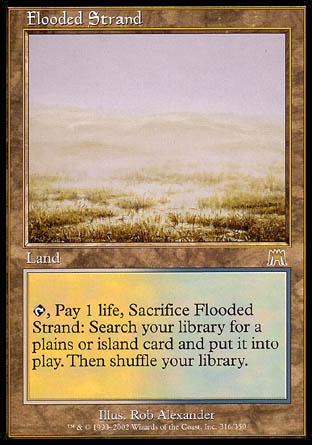 Flooded Strand
Land
, Pay 1 life, Sacrifice Flooded
Strand: Search your library for a
plains or island card and put it into
play. Then shuffle your library.
Illus. Rob Alexander
™ & © 1993-2002 Wizards of the Coast, Inc. 316/350